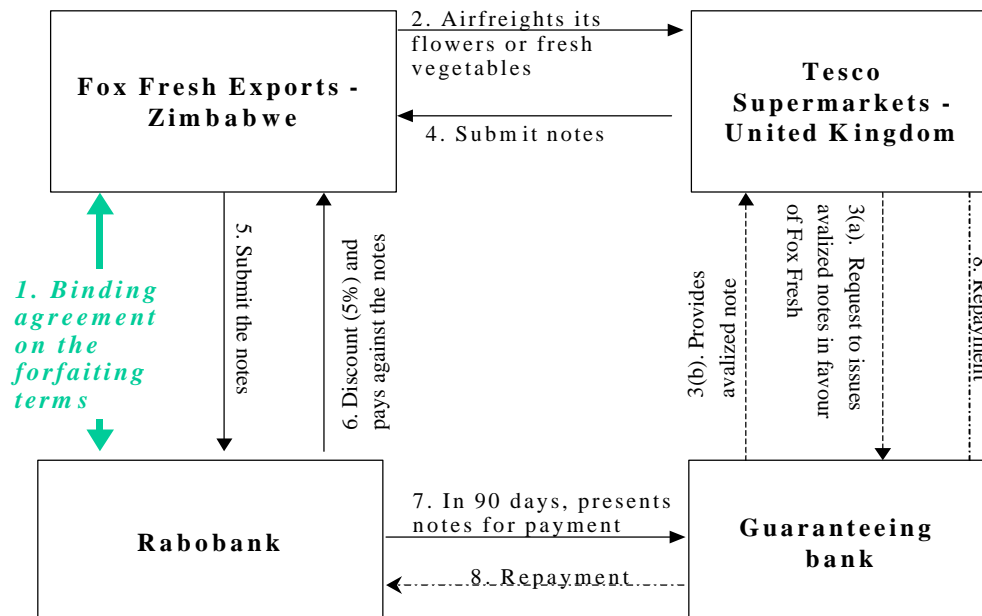 2. Airfreights its
flowers or fresh
vegetables
Fox Fresh Exports -
Zimbabwe
Tesco
Supermarkets -
United Kingdom
4. Submit notes
1. Binding
agreement
on the
forfaiting
terms
5. Submit the notes
6. Discount (5%) and
pays against the notes
3(b). Provides
avalized note
3(a). Request to issues
avalized notes in favour
of Fox Fresh
Repayment
Rabobank
7. In 90 days, presents
notes for payment
8. Repayment
Guaranteeing
bank